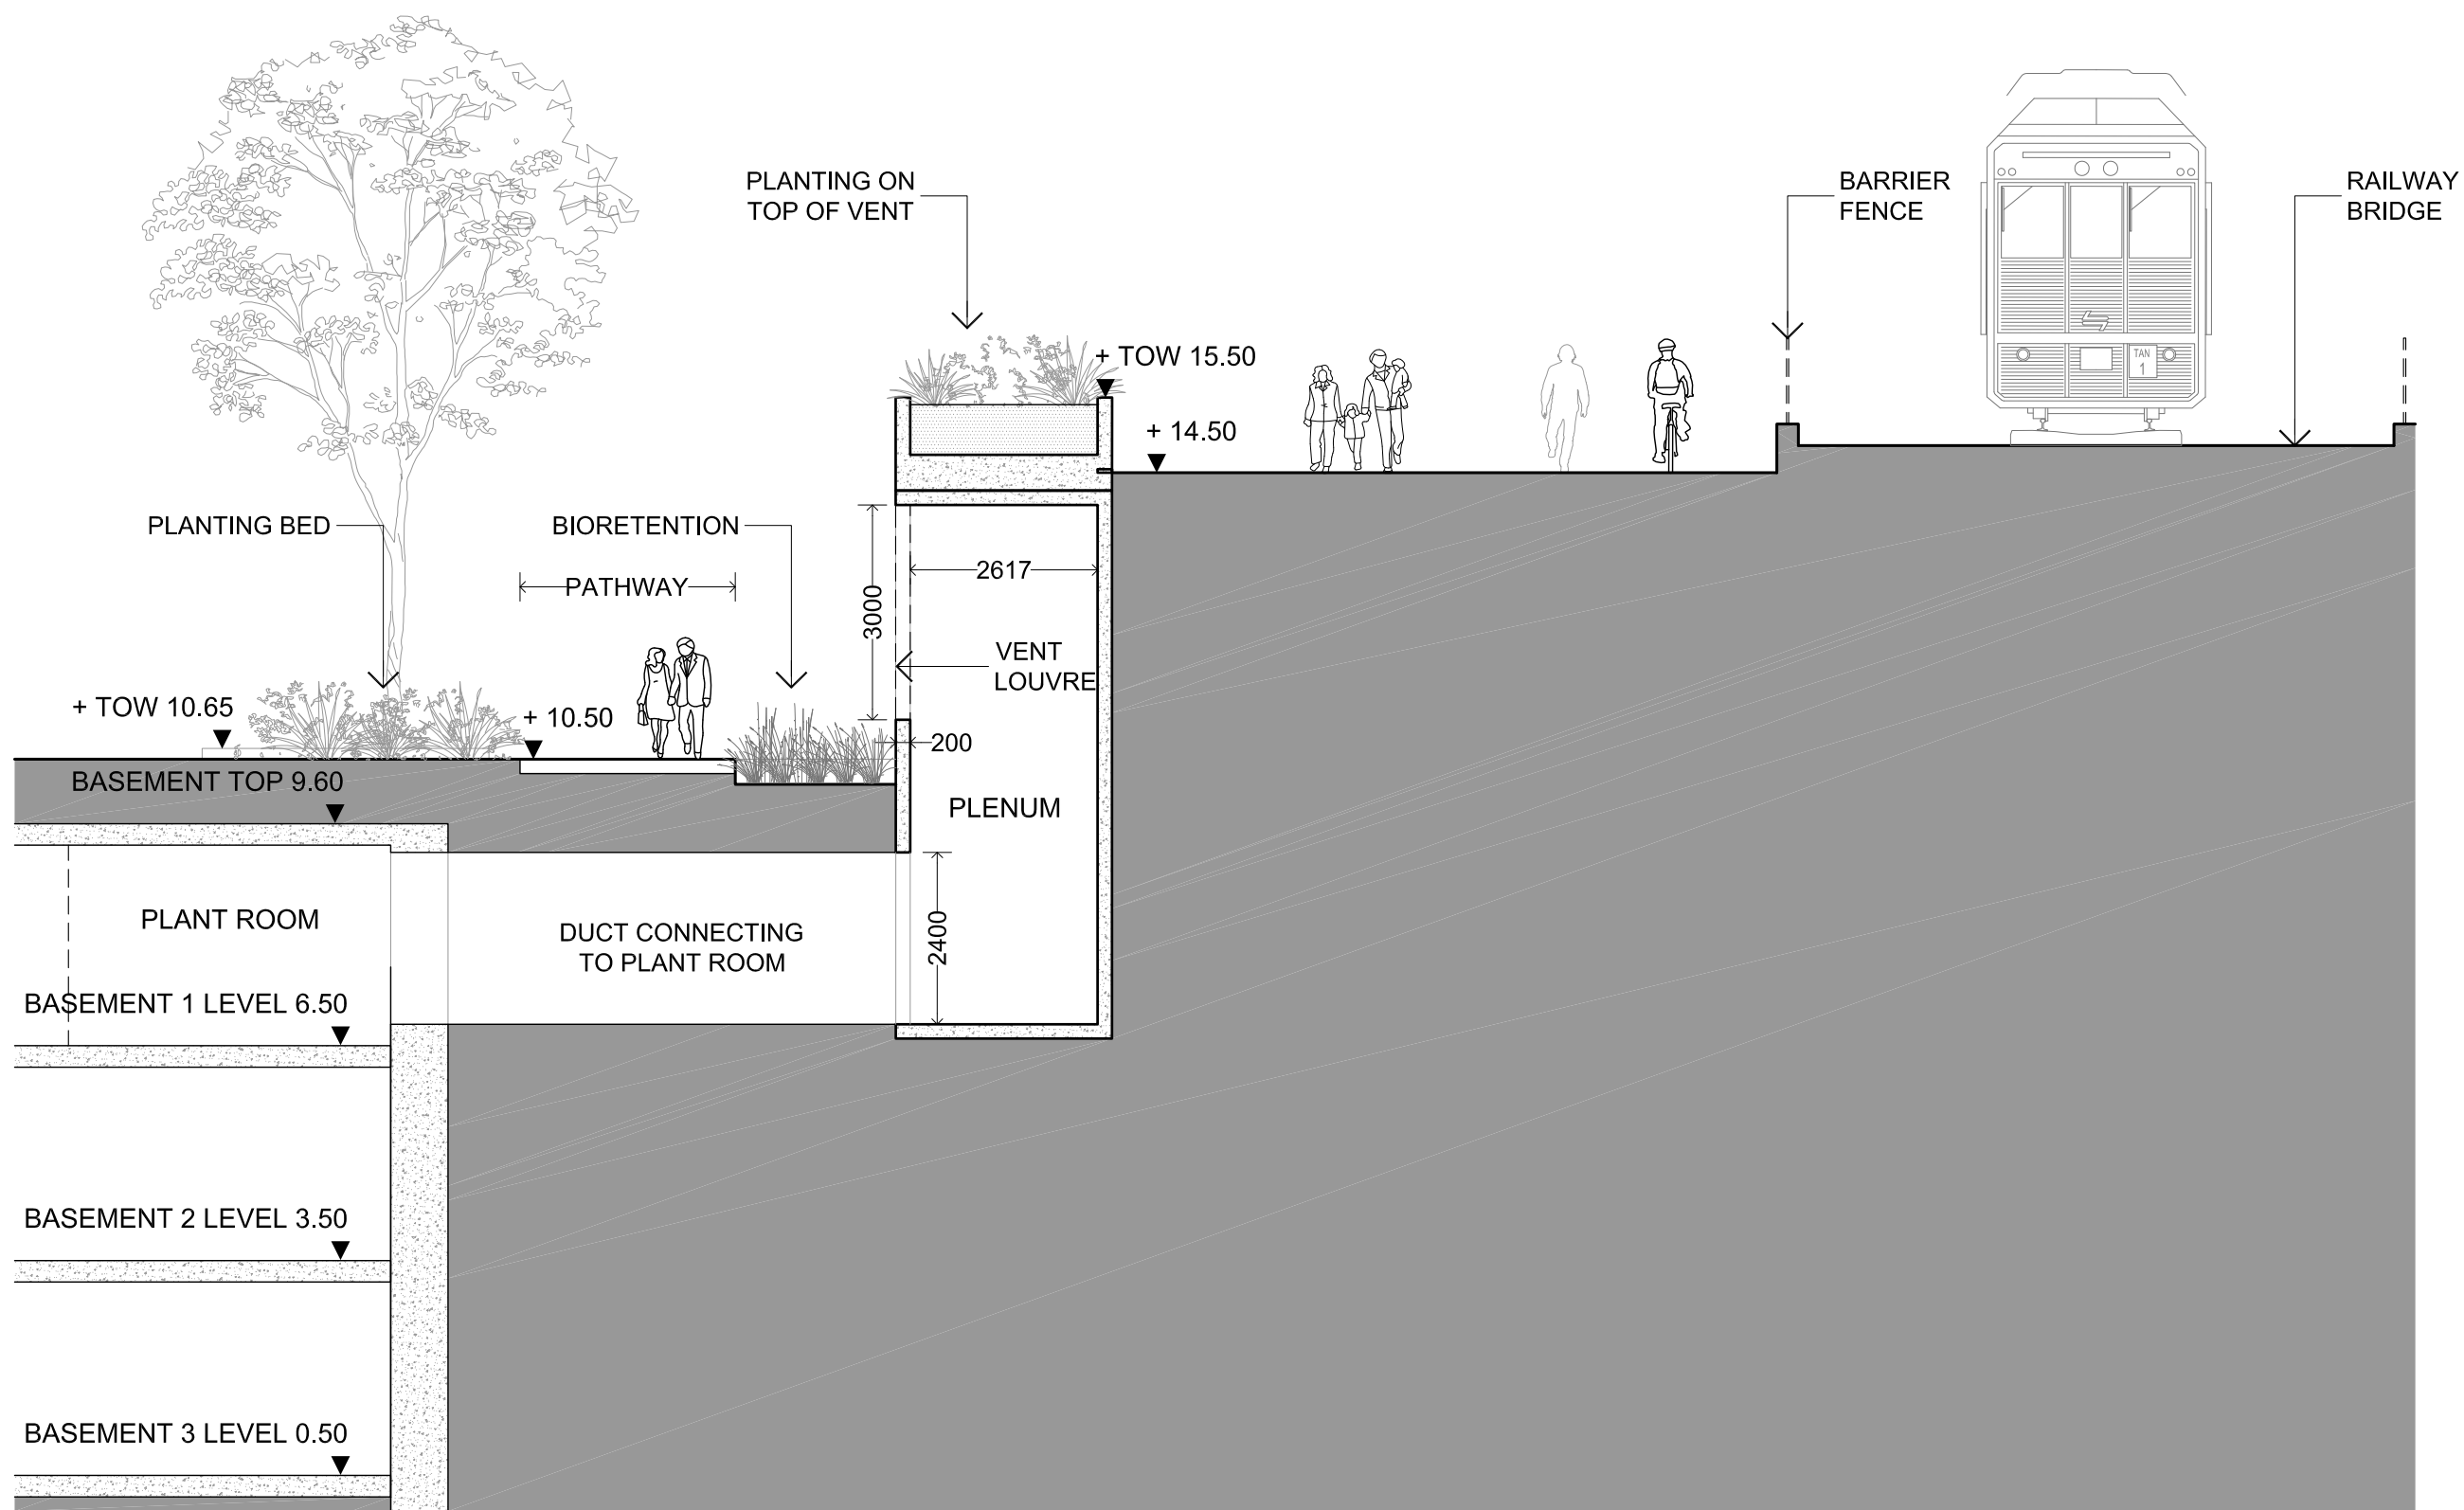 PLANTING ON
TOP OF VENT
BARRIER
FENCE
RAILWAY
BRIDGE
+ TOW 15.50
TAN
1
+ 14.50
PLANTING BED
BIORETENTION
PATHWAY
2617
3000
VENT
LOUVRE
+ TOW 10.65
+ 10.50
200
BASEMENT TOP 9.60
PLENUM
PLANT ROOM
DUCT CONNECTING
TO PLANT ROOM
2400
BASEMENT 1 LEVEL 6.50
BASEMENT 2 LEVEL 3.50
BASEMENT 3 LEVEL 0.50